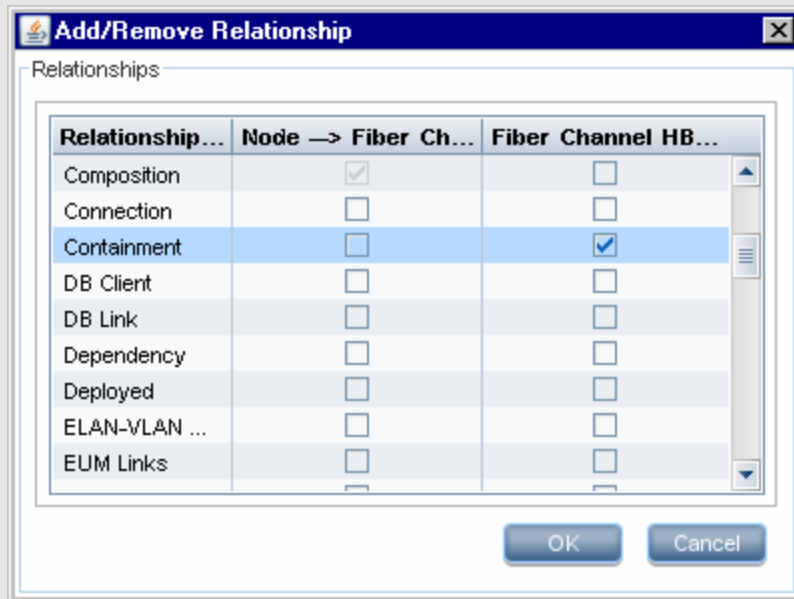 Add/Remove Relationship
Relationships
Relationship... Node —> Fiber Ch... Fiber Channel HB...
Composition
Connection
Containment
DB Client
DB Link
Dependency
Deployed
ELAN-VLAN ...
EUM Links
OK Cancel